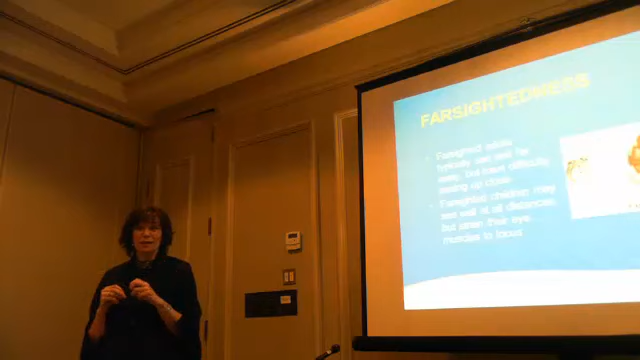 FARSIGHTEDNESS
• Farsighted adults
typically can see far
away, but have difficulty
seeing up close
• Farsighted children may
see well at all distances,
but strain their eye
muscles to focus